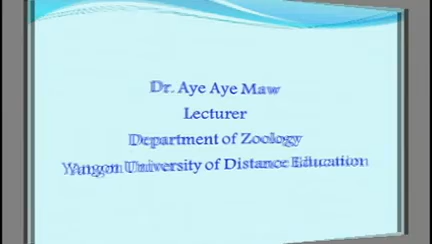 Dr. Aye Aye Maw
Lecturer
Department of Zoology
Yangon University of Distance Education